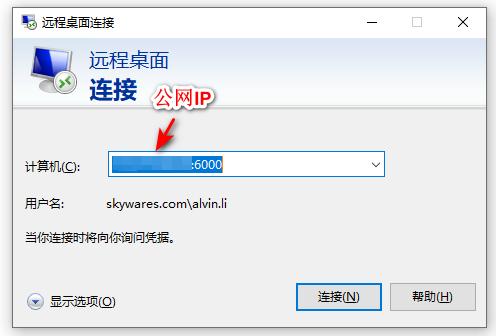 远程桌面连接
远程桌面
连接
公网IP
计算机(C): :6000
用户名: skywares.com\alvin.li
当你连接时将向你询问凭据。
显示选项(O) 连接(N) 帮助(H)